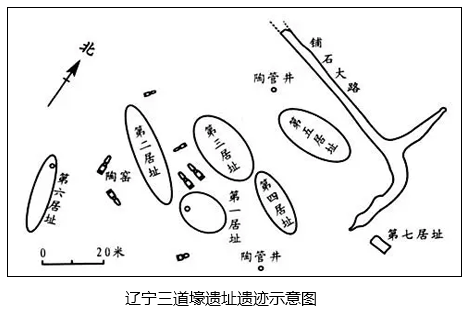 北
铺石大路
陶管井
第二居址
第三居址
第五居址
陶窑
第六居址
第一居址
第四居址
第七居址
陶管井
0 20米
辽宁三道壕遗址遗迹示意图